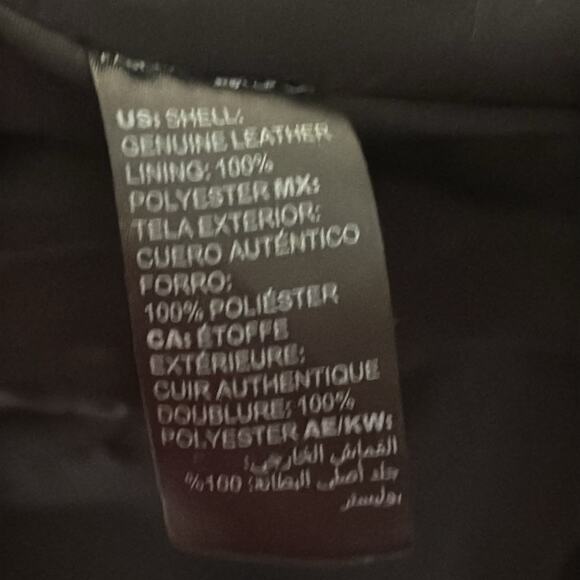 US: SHELL:
GENUINE LEATHER
LINING: 100%
POLYESTER MX:
TELA EXTERIOR:
CUERO AUTÉNTICO
FORRO:
100% POLIÉSTER
CA: ÉTOFFE
EXTÉRIEURE:
CUIR AUTHENTIQUE
DOUBLURE: 100%
POLYESTER AE/KW:
القماش الخارجي:
جلد أصلي البطانة: 100%
بوليستر